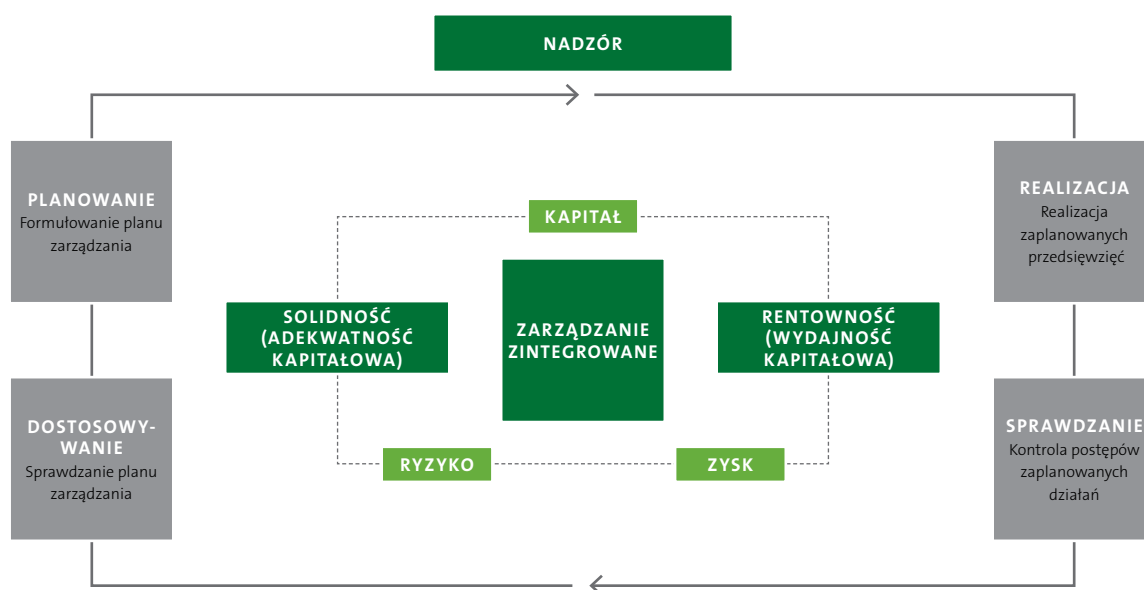 NADZÓR
PLANOWANIE
Formułowanie planu
zarządzania
REALIZACJA
Realizacja
zaplanowanych
przedsięwzięć
KAPITAŁ
SOLIDNOŚĆ
(ADEKWATNOŚĆ
KAPITAŁOWA)
ZARZĄDZANIE
ZINTEGROWANE
RENTOWNOŚĆ
(WYDAJNOŚĆ
KAPITAŁOWA)
DOSTOSOWY-
WANIE
Sprawdzanie planu
zarządzania
RYZYKO
ZYSK
SPRAWDZANIE
Kontrola postępów
zaplanowanych
działań